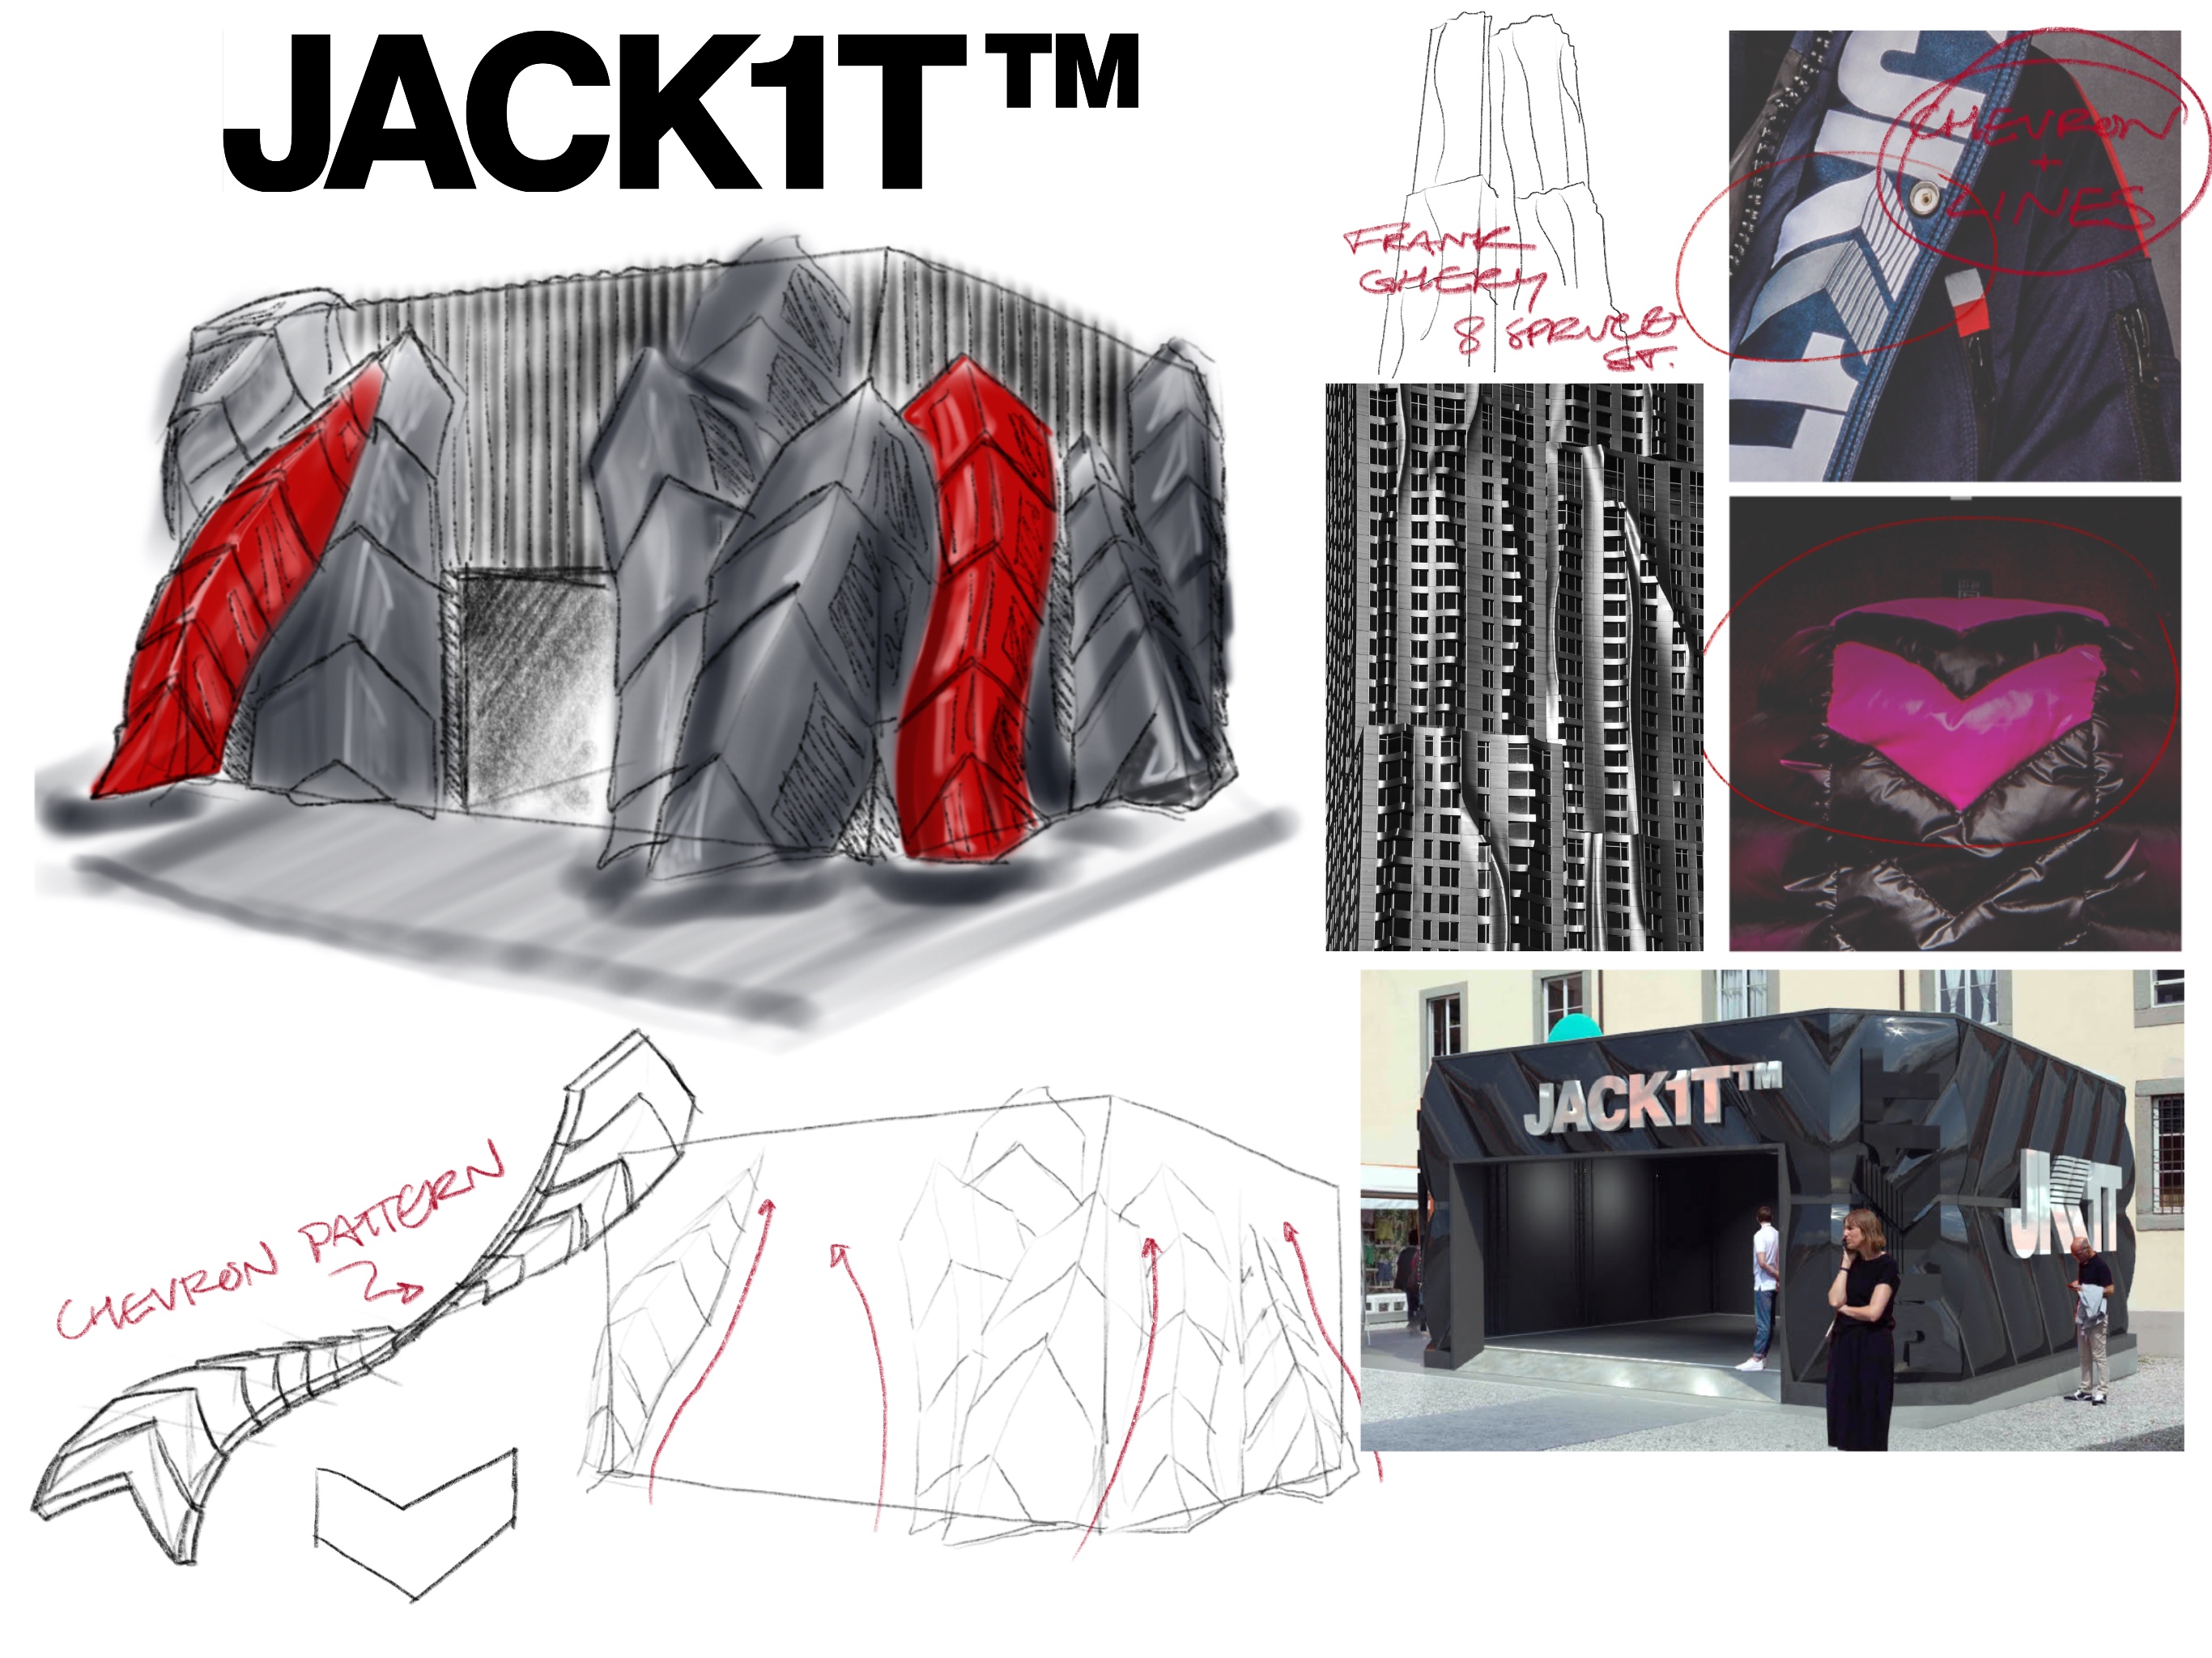 JACK1T™
FRANK
GHERY
8 SPRUCE
ST.
CHEVRON
+
LINES
CHEVRON PATTERN
JACK1T™